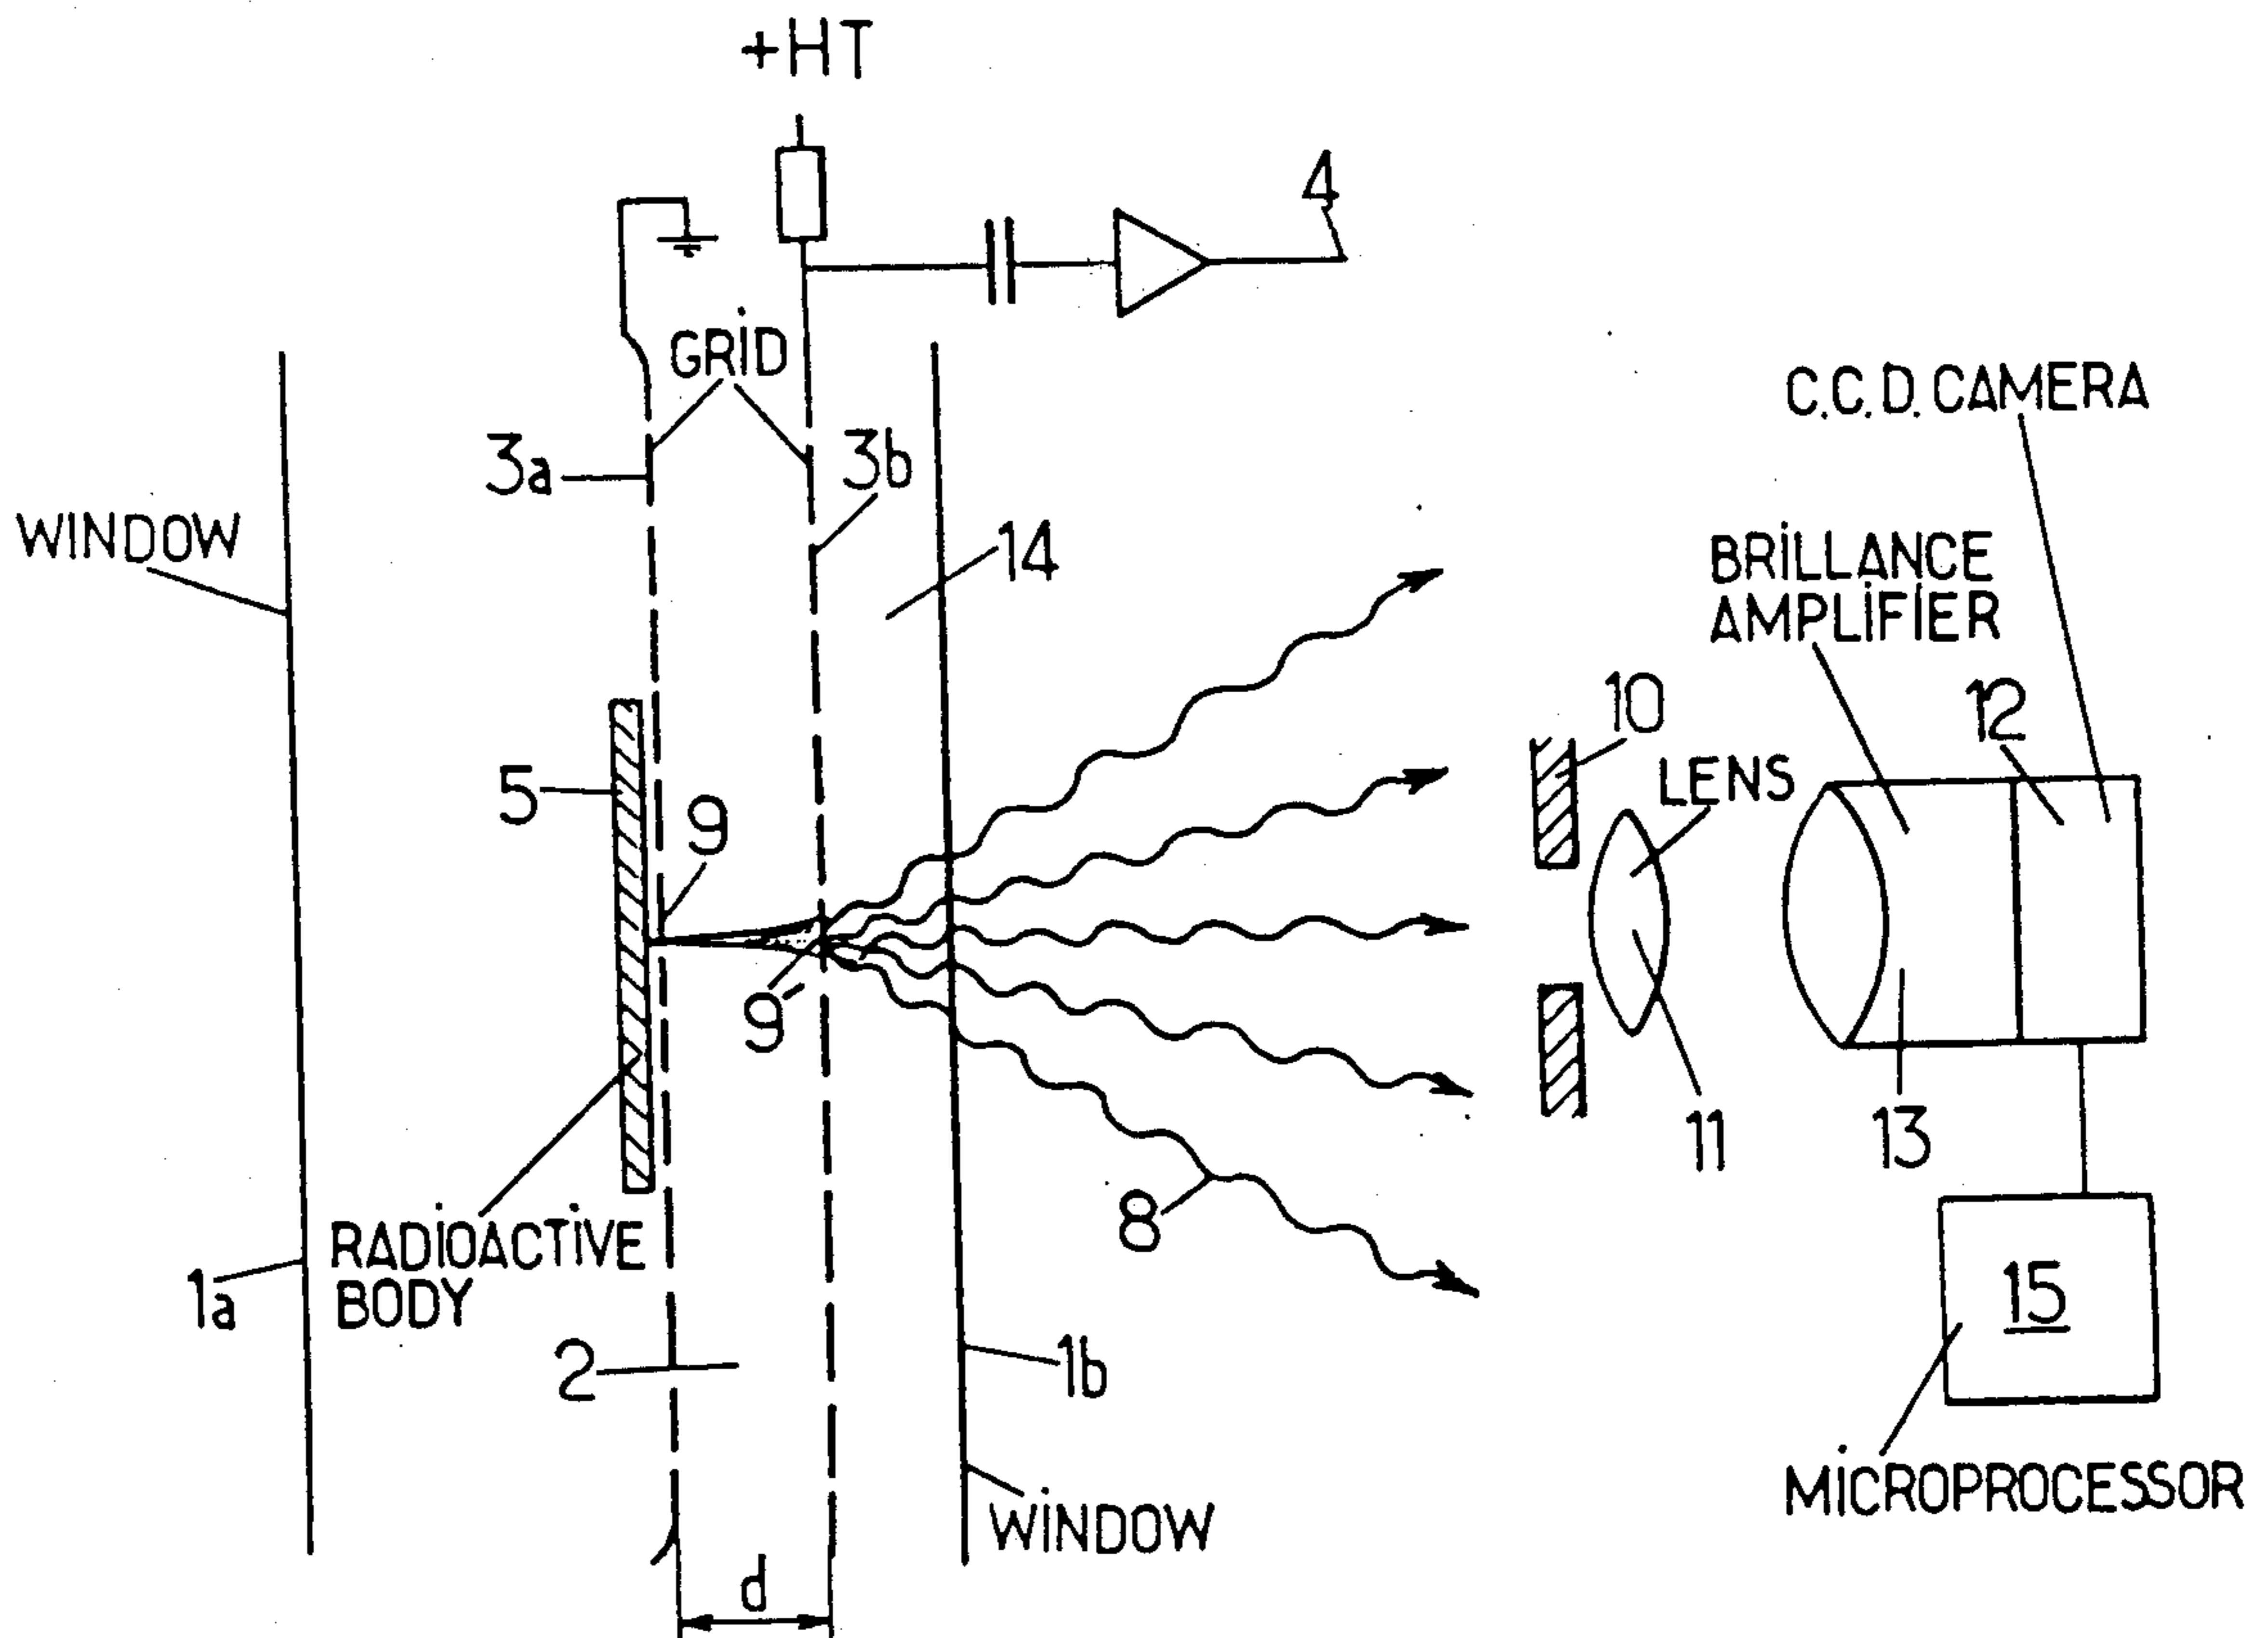 +HT
4
GRID
C.C.D. CAMERA
3a
3b
WINDOW
14
BRILLANCE
AMPLIFIER
10
12
LENS
5
9
9'
11
13
8
RADIOACTIVE
BODY
1a
15
2
1b
MICROPROCESSOR
WINDOW
d